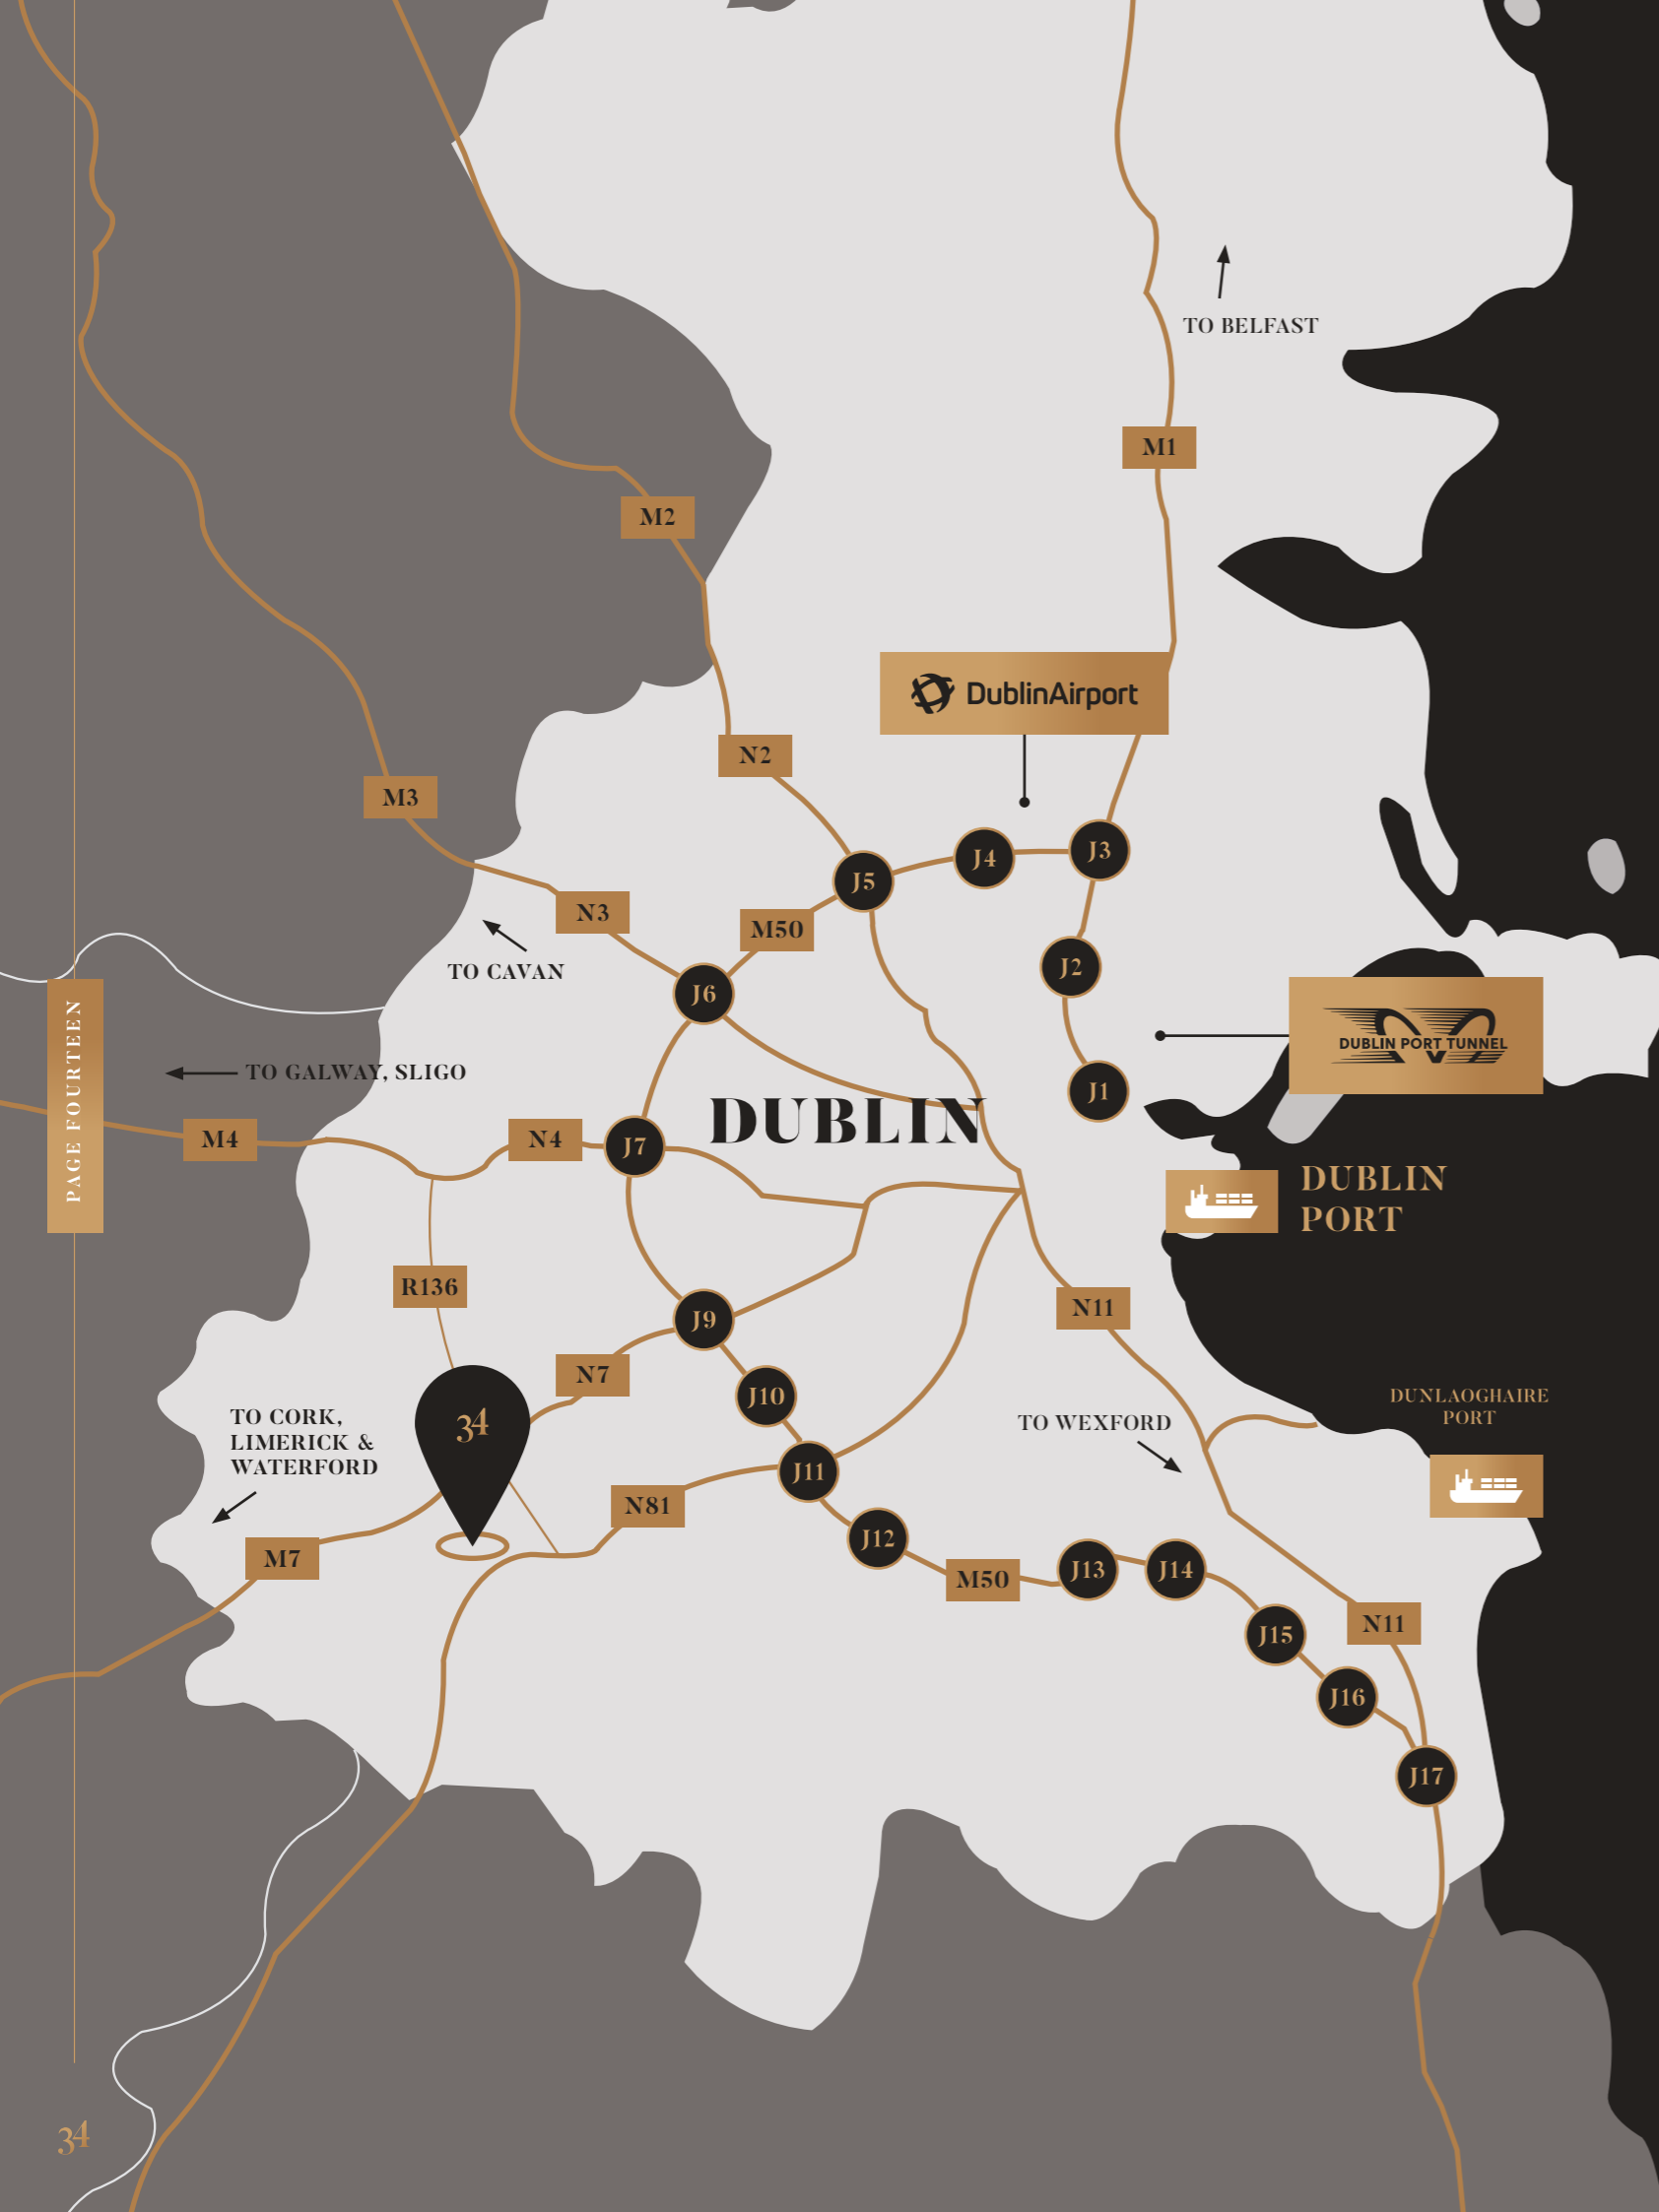 TO BELFAST
M1
M2
DublinAirport
N2
M3
J3
J4
J5
N3
M50
TO CAVAN
J2
J6
PAGE FOURTEEN
DUBLIN PORT TUNNEL
TO GALWAY, SLIGO
J1
DUBLIN
M4
N4
J7
DUBLIN
PORT
R136
N11
J9
N7
J10
DUNLAOGHAIRE
PORT
34
TO CORK,
LIMERICK &
WATERFORD
TO WEXFORD
J11
N81
J12
M7
M50
J13
J14
N11
J15
J16
J17
34